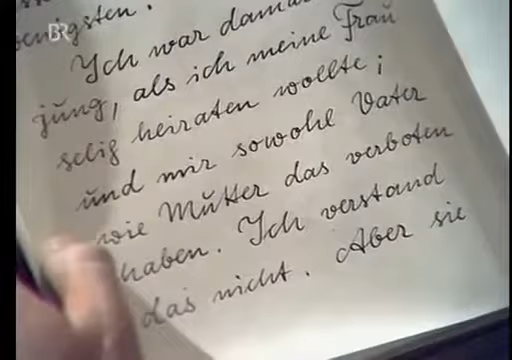 BR
engsten.
Ich war damals
jung, als ich meine Frau
selig heiraten wollte;
und mir sowohl Vater
wie Mutter das verboten
haben. Ich verstand
das nicht. Aber sie